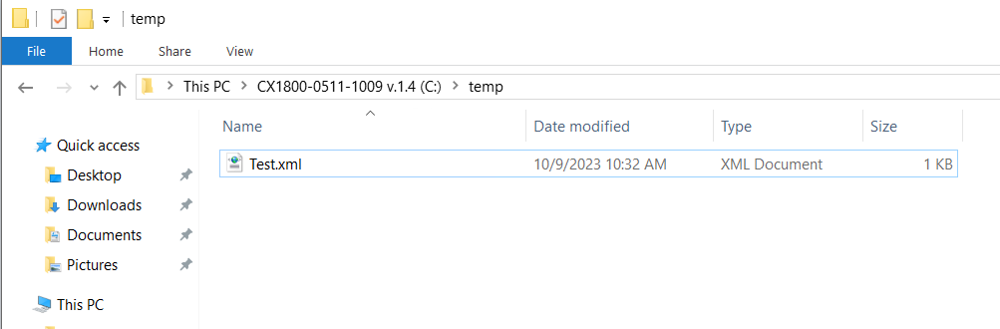 temp
File Home Share View
This PC CX1800-0511-1009 v.1.4 (C:) temp
Name Date modified Type Size
Quick access
Test.xml 10/9/2023 10:32 AM XML Document 1 KB
Desktop
Downloads
Documents
Pictures
This PC